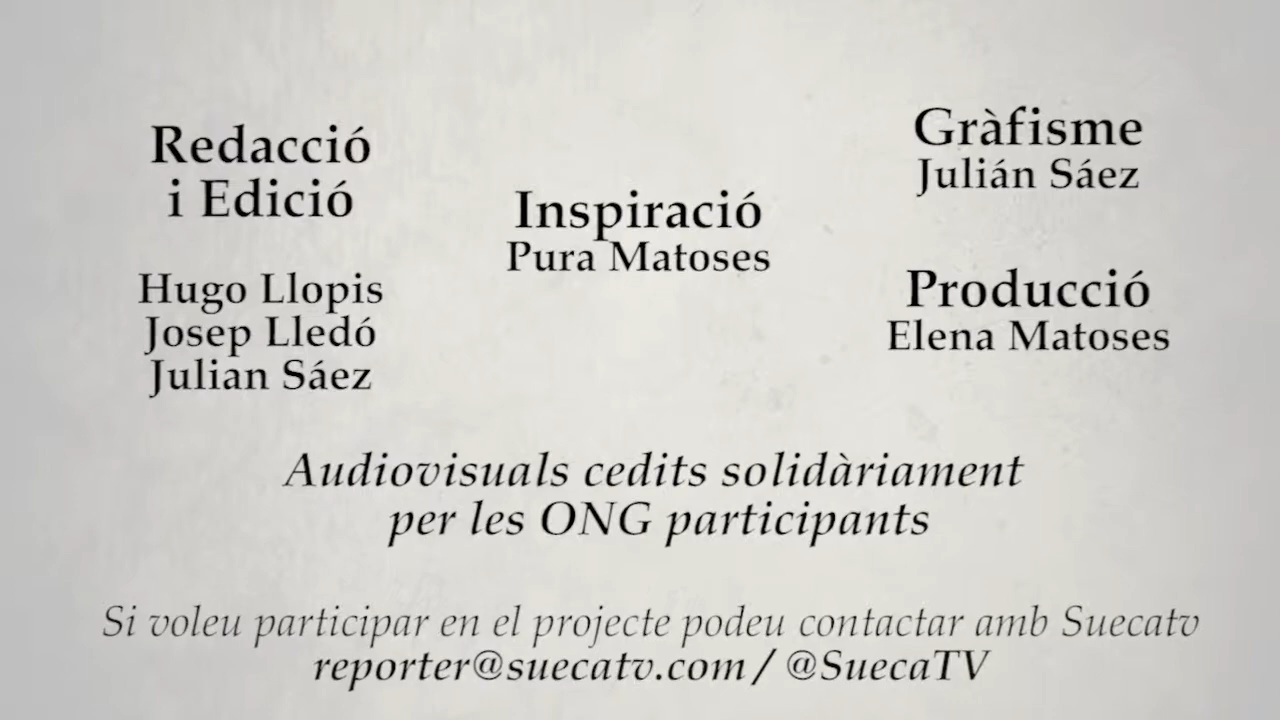 Redacció
i Edició
Hugo Llopis
Josep Lledó
Julian Sáez
Inspiració
Pura Matoses
Gràfisme
Julián Sáez
Producció
Elena Matoses
Audiovisuals cedits solidàriament
per les ONG participants
Si voleu participar en el projecte podeu contactar amb Suecatv
reporter@suecatv.com / @SuecaTV